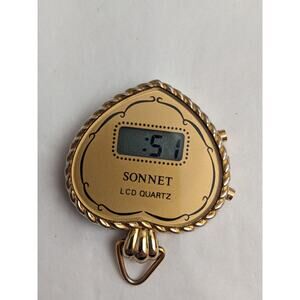 :51
SONNET
LCD QUARTZ